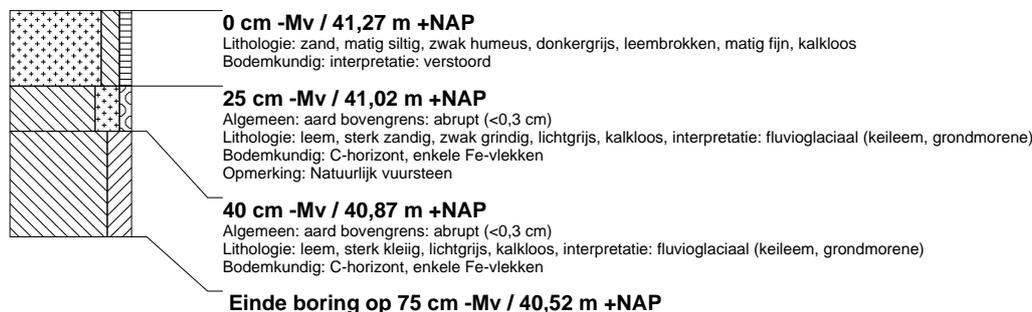 0 cm -Mv / 41,27 m +NAP
Lithologie: zand, matig siltig, zwak humeus, donkergrijs, leembrokken, matig fijn, kalkloos
Bodemkundig: interpretatie: verstoord
25 cm -Mv / 41,02 m +NAP
Algemeen: aard bovengrens: abrupt (<0,3 cm)
Lithologie: leem, sterk zandig, zwak grindig, lichtgrijs, kalkloos, interpretatie: fluvioglaciaal (keileem, grondmorene)
Bodemkundig: C-horizont, enkele Fe-vlekken
Opmerking: Natuurlijk vuursteen
40 cm -Mv / 40,87 m +NAP
Algemeen: aard bovengrens: abrupt (<0,3 cm)
Lithologie: leem, sterk kleiig, lichtgrijs, kalkloos, interpretatie: fluvioglaciaal (keileem, grondmorene)
Bodemkundig: C-horizont, enkele Fe-vlekken
Einde boring op 75 cm -Mv / 40,52 m +NAP